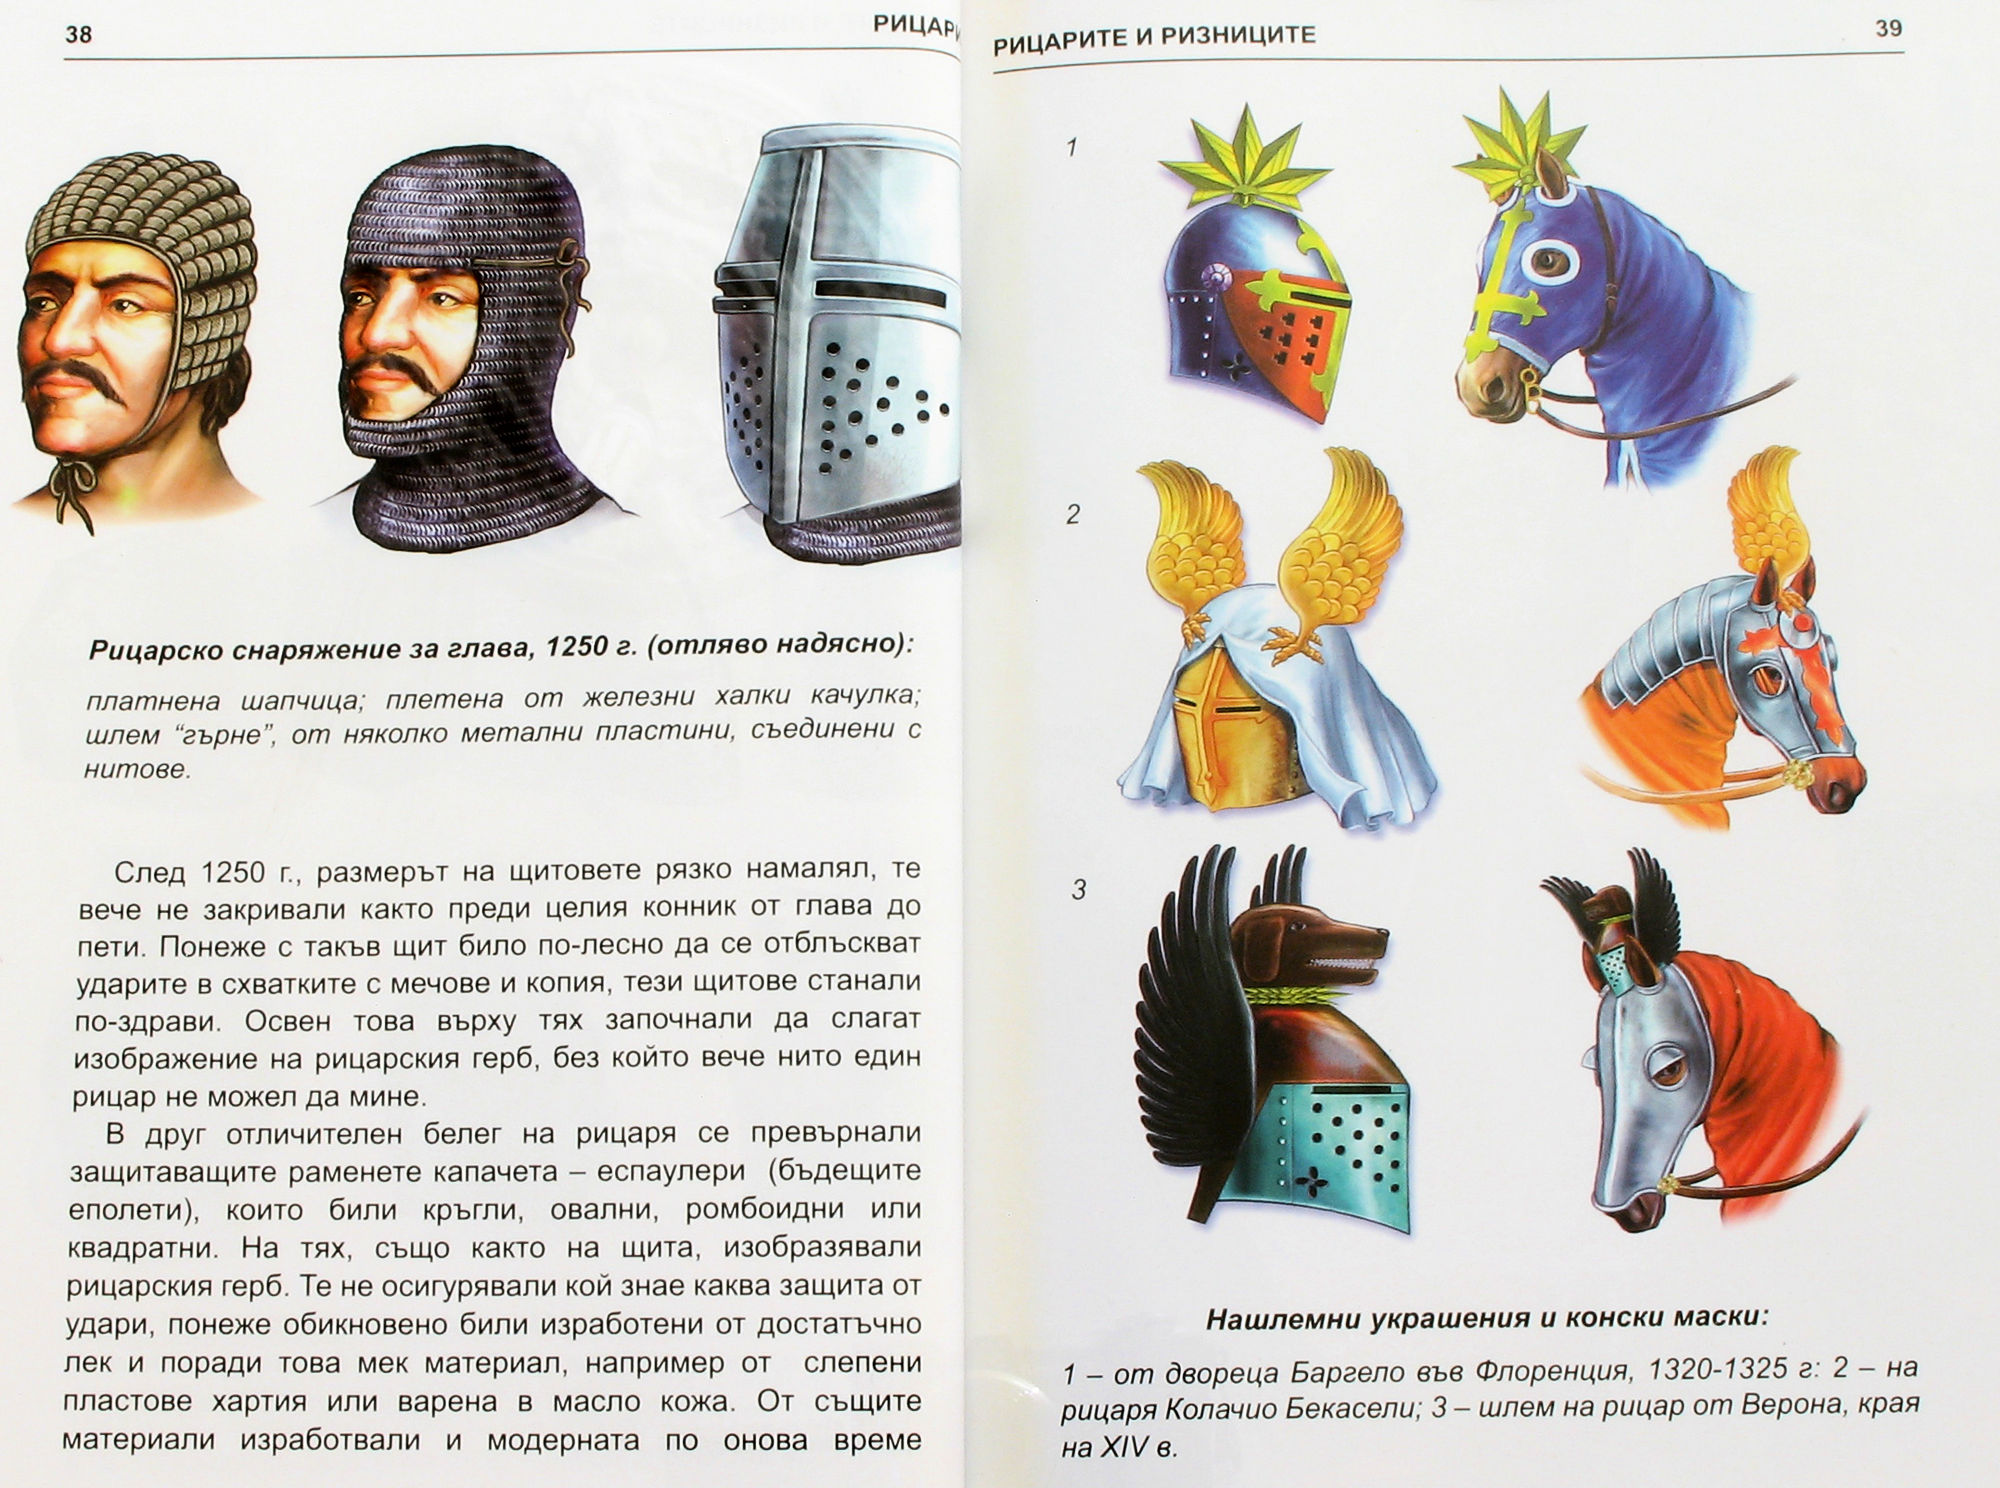 38
РИЦАРИ
Рицарско снаряжение за глава, 1250 г. (отляво надясно):
платнена шапчица; плетена от железни халки качулка;
шлем “гърне”, от няколко метални пластини, съединени с
нитове.
След 1250 г., размерът на щитовете рязко намалял, те
вече не закривали както преди целия конник от глава до
пети. Понеже с такъв щит било по-лесно да се отблъскват
ударите в схватките с мечове и копия, тези щитове станали
по-здрави. Освен това върху тях започнали да слагат
изображение на рицарския герб, без който вече нито един
рицар не можел да мине.
В друг отличителен белег на рицаря се превърнали
защитаващите раменете капачета – еспаулери (бъдещите
еполети), които били кръгли, овални, ромбоидни или
квадратни. На тях, също както на щита, изобразявали
рицарския герб. Те не осигурявали кой знае каква защита от
удари, понеже обикновено били изработени от достатъчно
лек и поради това мек материал, например от слепени
пластове хартия или варена в масло кожа. От същите
материали изработвали и модерната по онова време
РИЦАРИТЕ И РИЗНИЦИТЕ
39
1
2
3
Нашлемни украшения и конски маски:
1 – от двореца Баргело във Флоренция, 1320-1325 г: 2 – на
рицаря Колачио Бекасели; 3 – шлем на рицар от Верона, края
на XIV в.